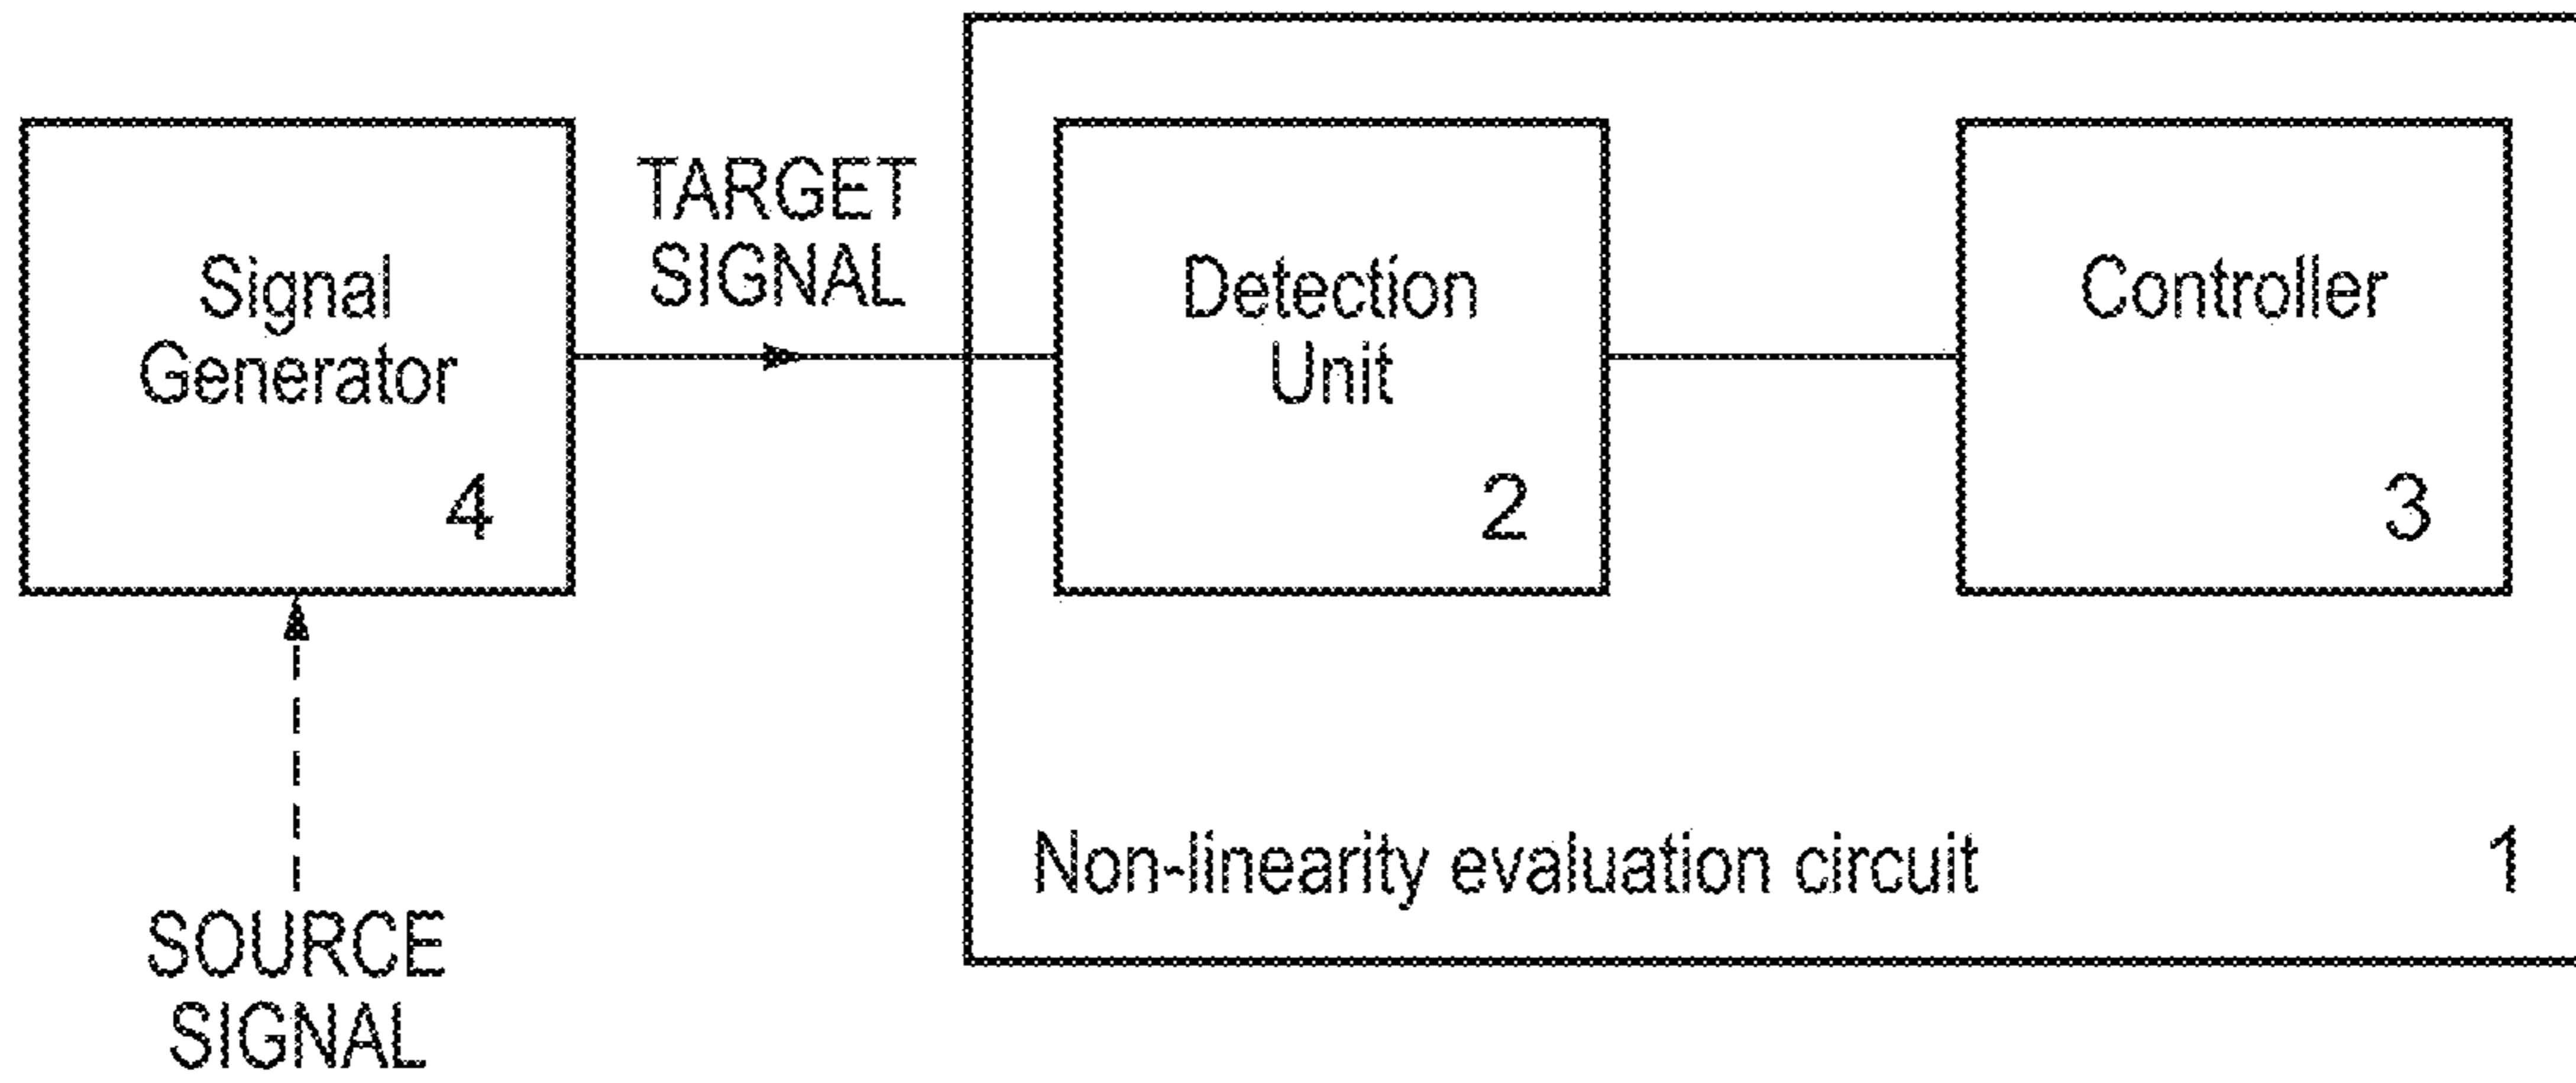 Signal
Generator
4
TARGET
SIGNAL
Detection
Unit
2
Controller
3
Non-linearity evaluation circuit
1
SOURCE
SIGNAL